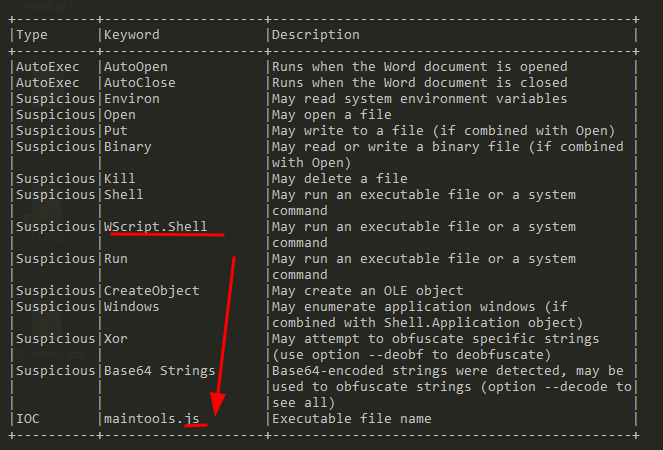 +----------+--------------------+---------------------------------------------+
|Type      |Keyword             |Description                                  |
+----------+--------------------+---------------------------------------------+
|AutoExec  |AutoOpen            |Runs when the Word document is opened        |
|AutoExec  |AutoClose           |Runs when the Word document is closed        |
|Suspicious|Environ             |May read system environment variables        |
|Suspicious|Open                |May open a file                              |
|Suspicious|Put                 |May write to a file (if combined with Open)  |
|Suspicious|Binary              |May read or write a binary file (if combined |
|          |                    |with Open)                                   |
|Suspicious|Kill                |May delete a file                            |
|Suspicious|Shell               |May run an executable file or a system       |
|          |                    |command                                      |
|Suspicious|WScript.Shell       |May run an executable file or a system       |
|          |                    |command                                      |
|Suspicious|Run                 |May run an executable file or a system       |
|          |                    |command                                      |
|Suspicious|CreateObject        |May create an OLE object                     |
|Suspicious|Windows             |May enumerate application windows (if        |
|          |                    |combined with Shell.Application object)      |
|Suspicious|Xor                 |May attempt to obfuscate specific strings    |
|          |                    |(use option --deobf to deobfuscate)          |
|Suspicious|Base64 Strings      |Base64-encoded strings were detected, may be |
|          |                    |used to obfuscate strings (option --decode to|
|          |                    |see all)                                     |
|IOC       |maintools.js        |Executable file name                         |
+----------+--------------------+---------------------------------------------+